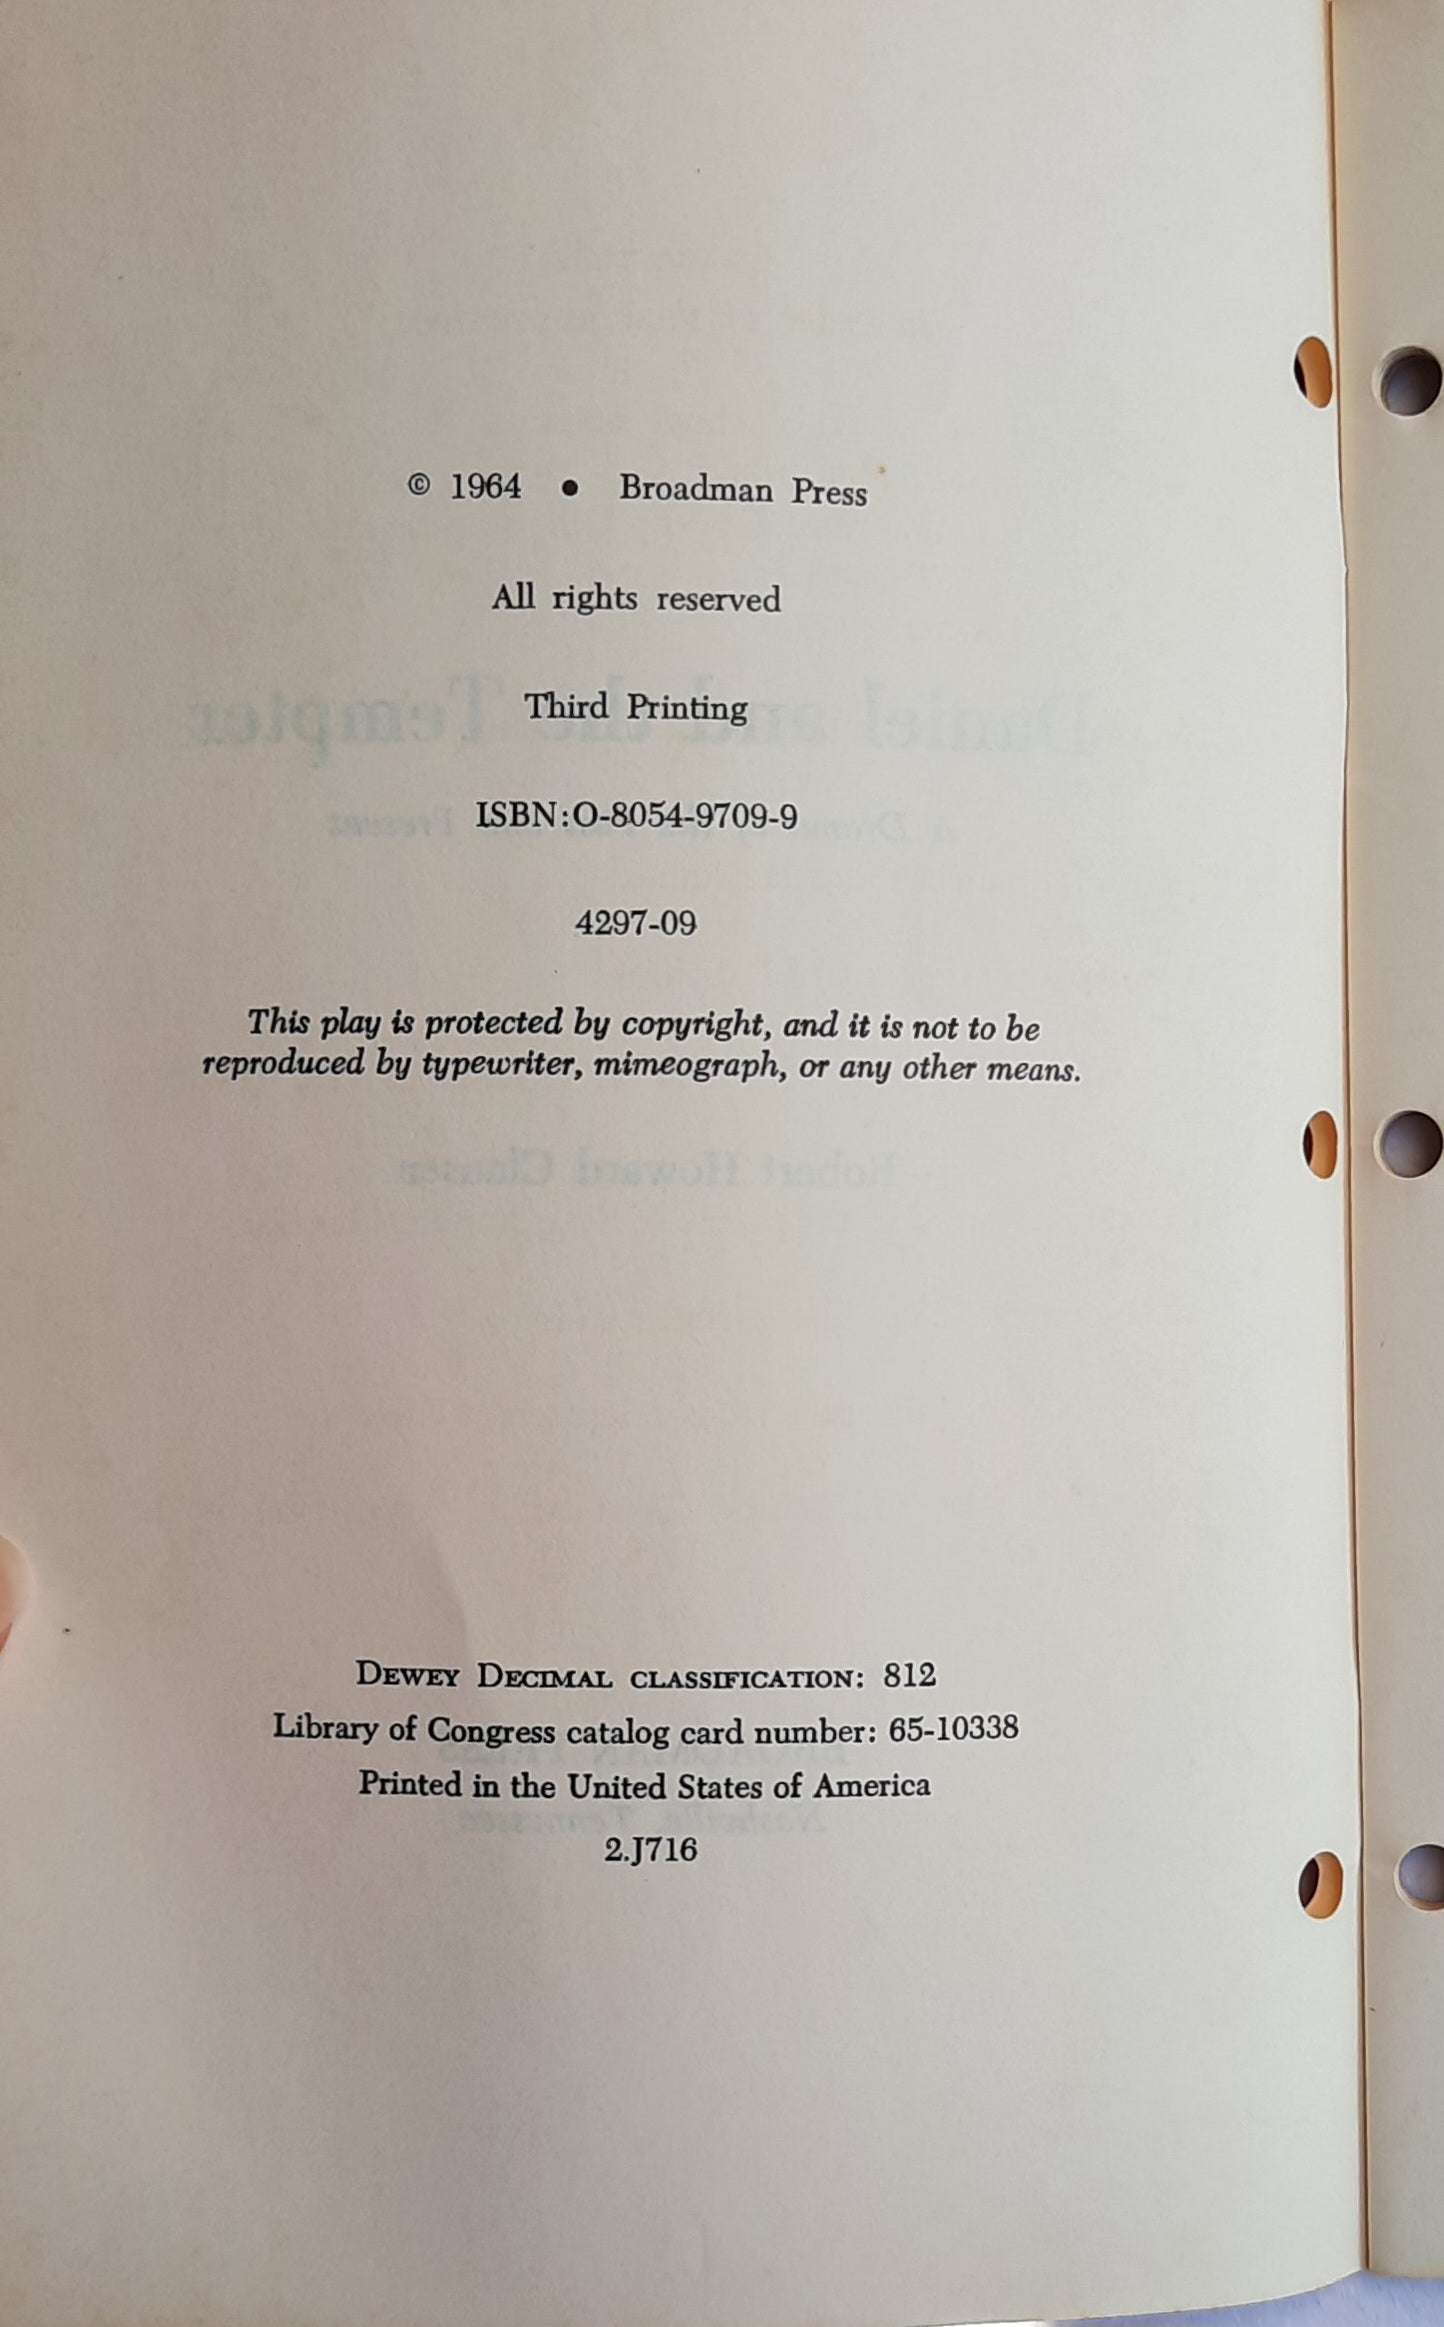 © 1964 • Broadman Press
All rights reserved
Third Printing
ISBN:O-8054-9709-9
4297-09
This play is protected by copyright, and it is not to be
reproduced by typewriter, mimeograph, or any other means.
DEWEY DECIMAL CLASSIFICATION: 812
Library of Congress catalog card number: 65-10338
Printed in the United States of America
2.J716